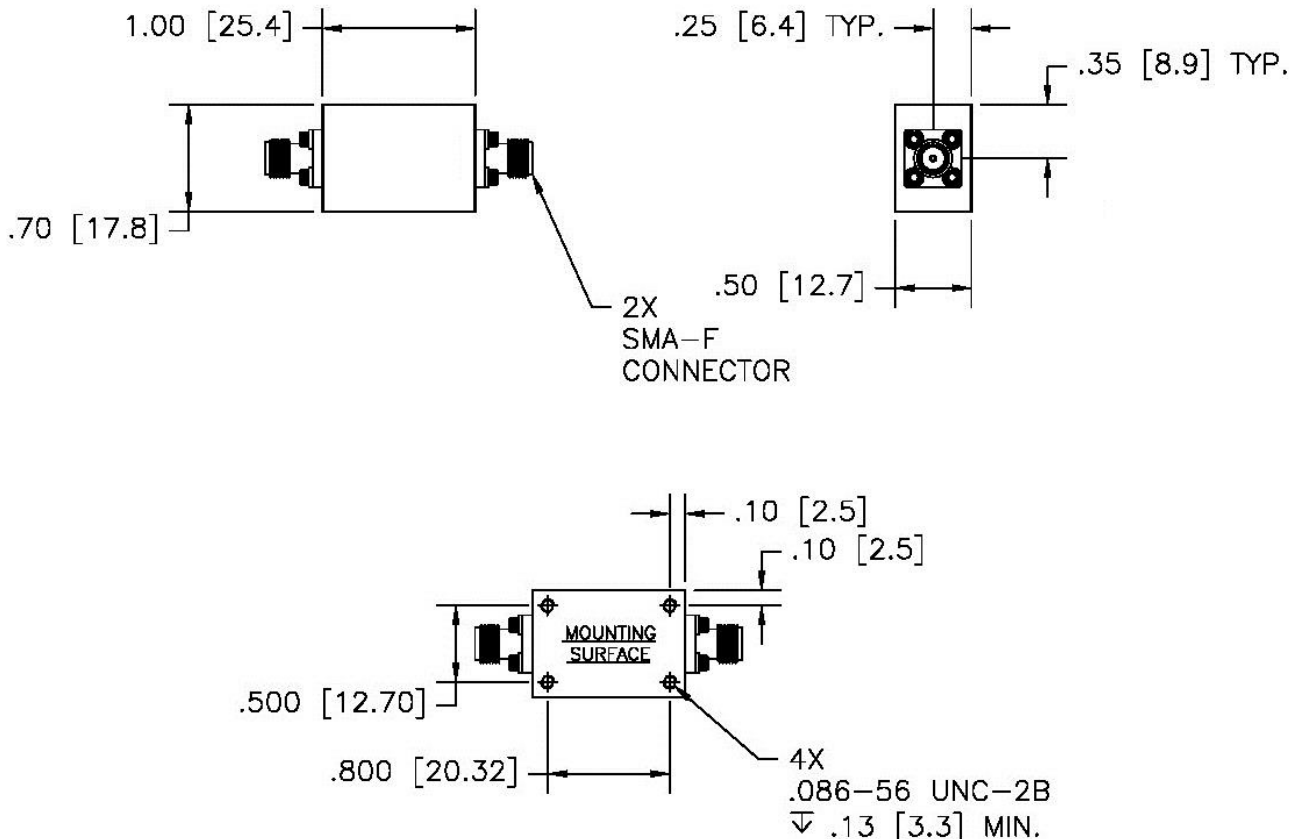 1.00 [25.4]
.25 [6.4] TYP.
.35 [8.9] TYP.
.70 [17.8]
.50 [12.7]
2X
SMA-F
CONNECTOR
.10 [2.5]
.10 [2.5]
MOUNTING
SURFACE
.500 [12.70]
.800 [20.32]
4X
.086-56 UNC-2B
↧ .13 [3.3] MIN.